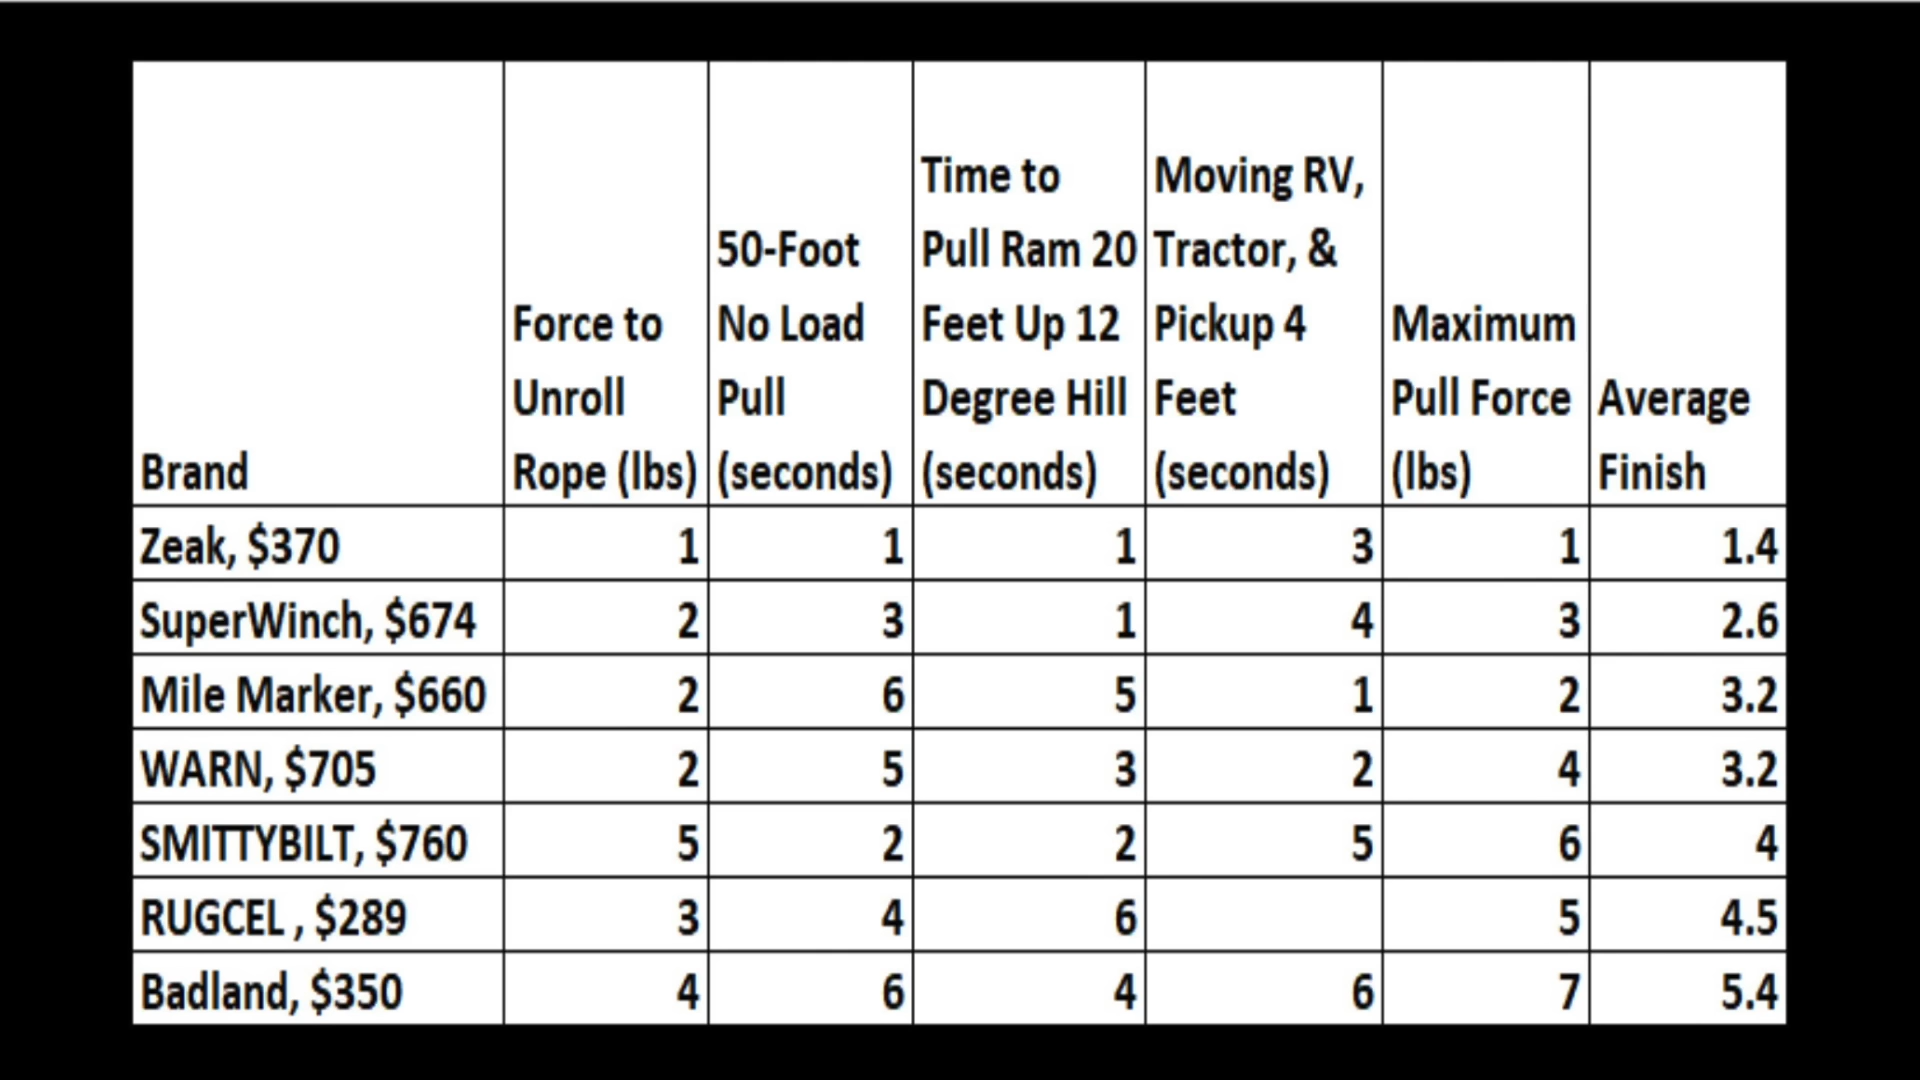 Brand Force to Unroll Rope (lbs) 50-Foot No Load Pull (seconds) Time to Pull Ram 20 Feet Up 12 Degree Hill (seconds) Moving RV, Tractor, & Pickup 4 Feet (seconds) Maximum Pull Force (lbs) Average Finish
Zeak, $370 1 1 1 3 1 1.4
SuperWinch, $674 2 3 1 4 3 2.6
Mile Marker, $660 2 6 5 1 2 3.2
WARN, $705 2 5 3 2 4 3.2
SMITTYBILT, $760 5 2 2 5 6 4
RUGCEL , $289 3 4 6 5 4.5
Badland, $350 4 6 4 6 7 5.4